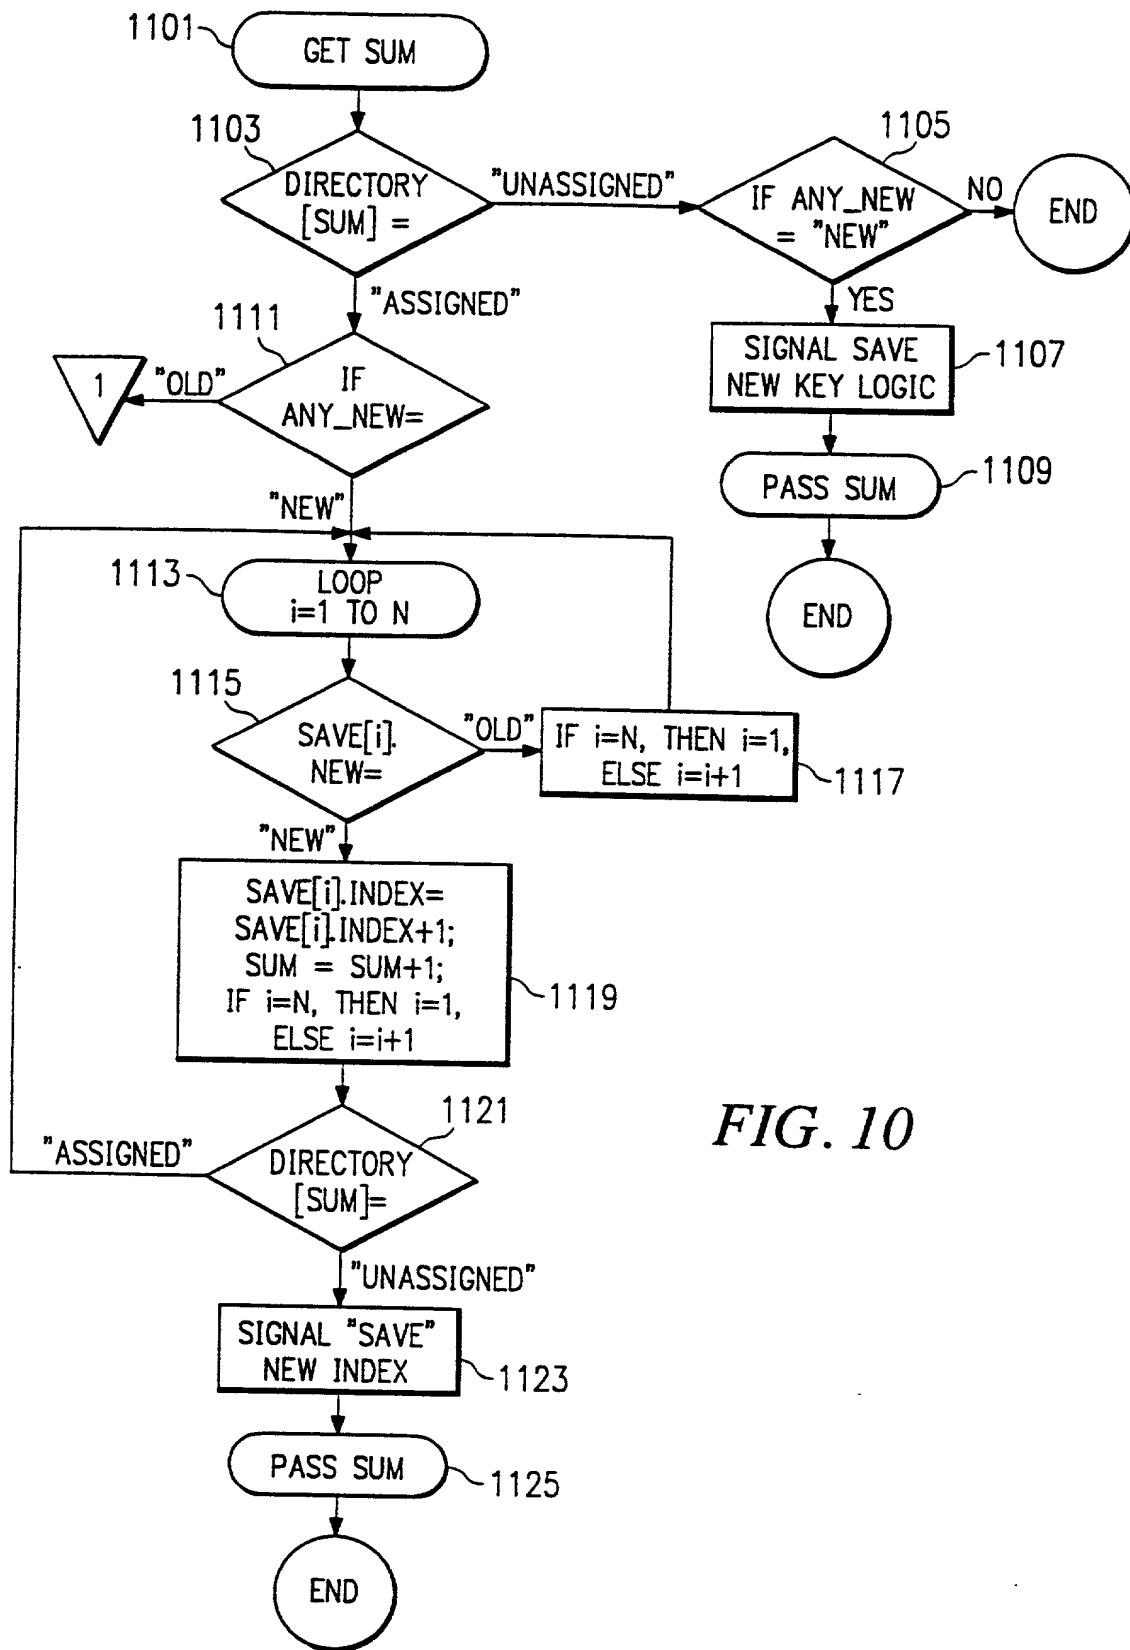 1101
GET SUM
1103
DIRECTORY
[SUM] =
"UNASSIGNED"
1105
IF ANY_NEW
= "NEW"
NO
END
YES
SIGNAL SAVE
NEW KEY LOGIC
1107
PASS SUM
1109
END
"ASSIGNED"
1111
IF
ANY_NEW=
"OLD"
1
"NEW"
1113
LOOP
i=1 TO N
1115
SAVE[i].
NEW=
"OLD"
IF i=N, THEN i=1,
ELSE i=i+1
1117
"NEW"
SAVE[i].INDEX=
SAVE[i].INDEX+1;
SUM = SUM+1;
IF i=N, THEN i=1,
ELSE i=i+1
1119
1121
DIRECTORY
[SUM]=
"ASSIGNED"
"UNASSIGNED"
SIGNAL "SAVE"
NEW INDEX
1123
PASS SUM
1125
END
FIG. 10